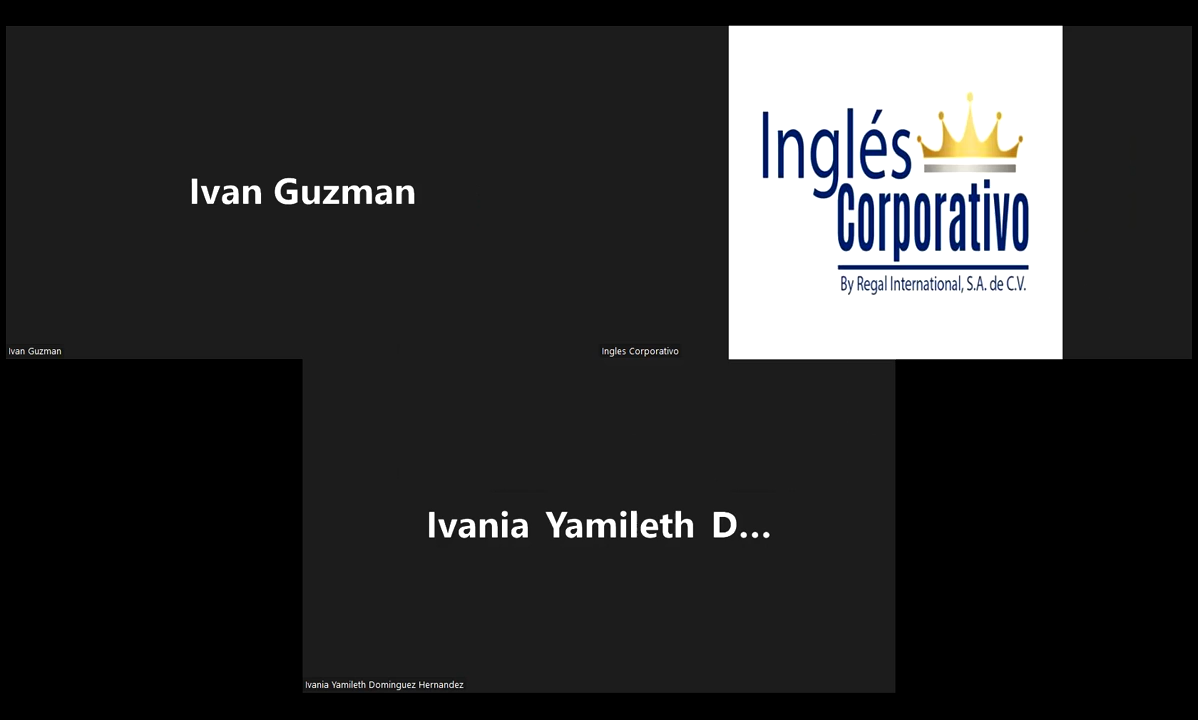 Ivan Guzman
Ivan Guzman
Inglés
Corporativo
By Regal International, S.A. de C.V.
Ingles Corporativo
Ivania Yamileth D...
Ivania Yamileth Dominguez Hernandez